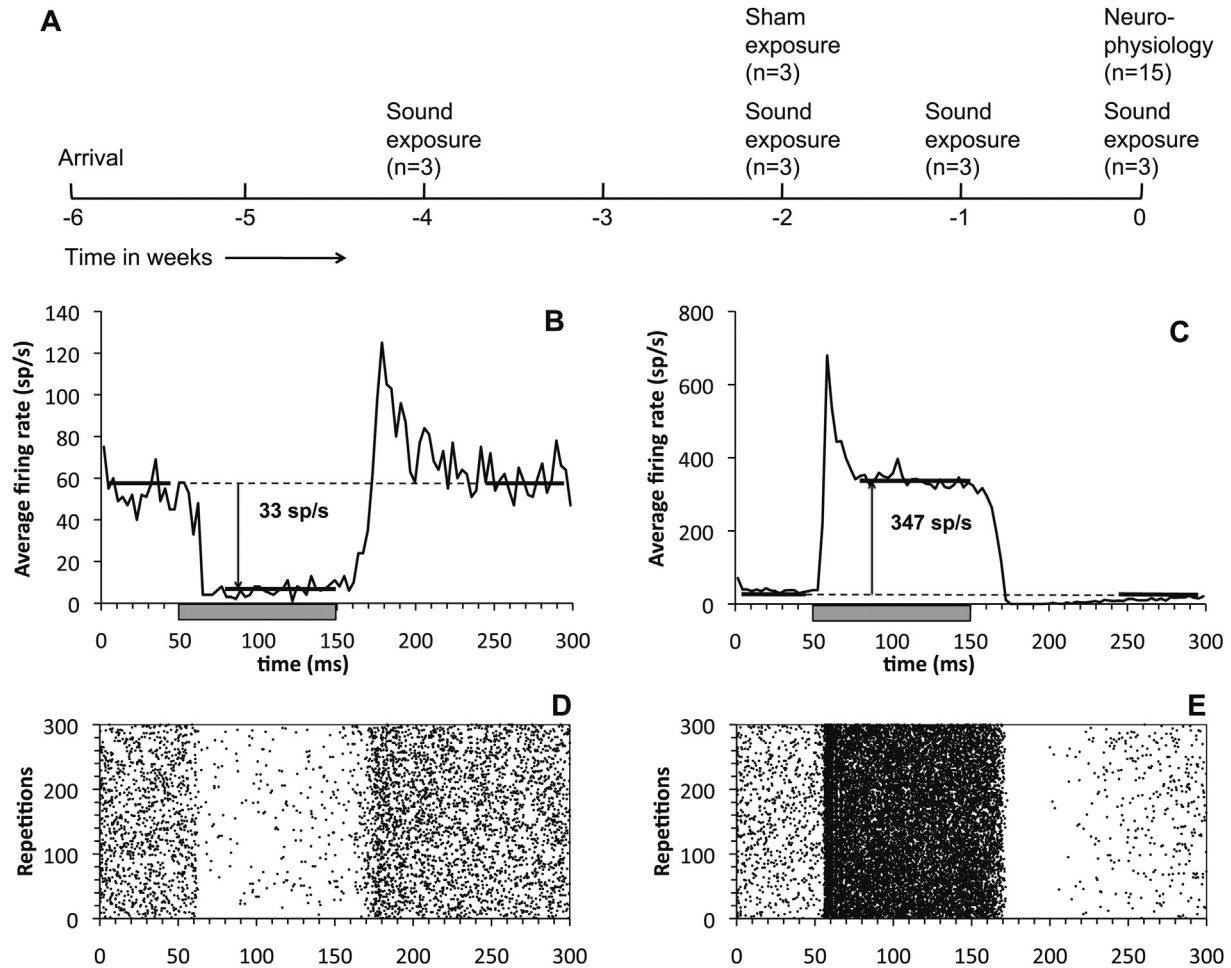 A
Sham
exposure
(n=3)
Neuro-
physiology
(n=15)
Arrival
Sound
exposure
(n=3)
Sound
exposure
(n=3)
Sound
exposure
(n=3)
Sound
exposure
(n=3)
-6 -5 -4 -3 -2 -1 0
Time in weeks
B
Average firing rate (sp/s)
140
120
100
80
60
40
20
0
33 sp/s
0 50 100 150 200 250 300
time (ms)
C
Average firing rate (sp/s)
800
600
400
200
0
347 sp/s
0 50 100 150 200 250 300
time (ms)
D
Repetitions
300
200
100
0
0 50 100 150 200 250 300
E
Repetitions
300
200
100
0
0 50 100 150 200 250 300